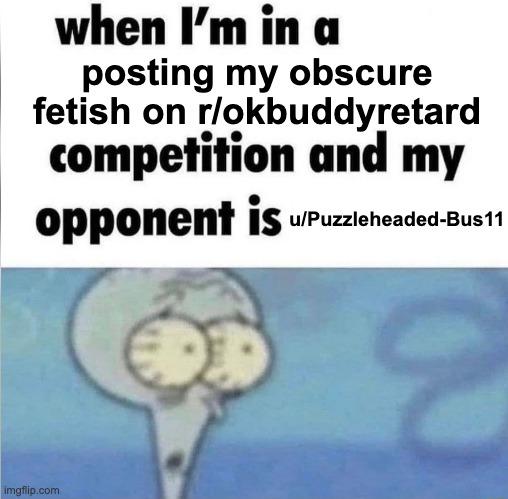 when I'm in a
posting my obscure
fetish on r/okbuddyretard
competition and my
opponent is u/Puzzleheaded-Bus11
imgflip.com